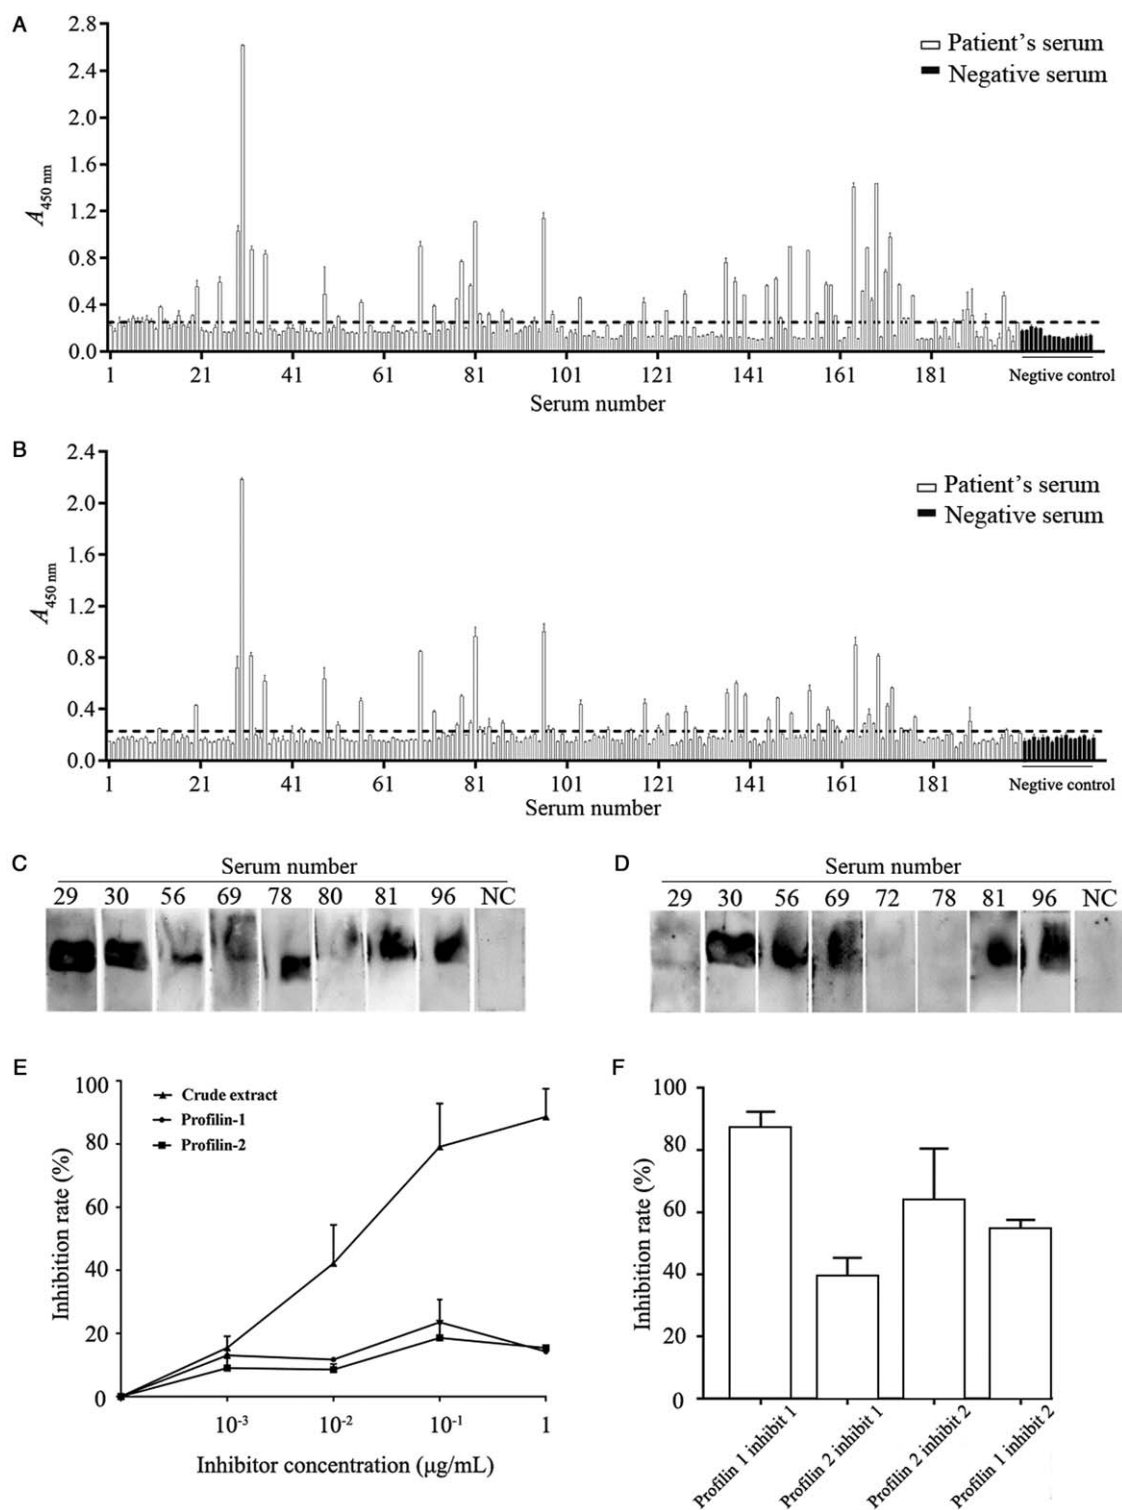 A
2.8
2.4
2.0
1.6
1.2
0.8
0.4
0.0
A450 nm
Patient's serum
Negative serum
1 21 41 61 81 101 121 141 161 181 Negtive control
Serum number
B
2.4
2.0
1.6
1.2
0.8
0.4
0.0
A450 nm
Patient's serum
Negative serum
1 21 41 61 81 101 121 141 161 181 Negtive control
Serum number
C
Serum number
29 30 56 69 78 80 81 96 NC
D
Serum number
29 30 56 69 72 78 81 96 NC
E
100
80
60
40
20
0
Inhibition rate (%)
Crude extract
Profilin-1
Profilin-2
10-3 10-2 10-1 1
Inhibitor concentration (μg/mL)
F
100
80
60
40
20
0
Inhibition rate (%)
Profilin 1 inhibit 1
Profilin 2 inhibit 1
Profilin 2 inhibit 2
Profilin 1 inhibit 2